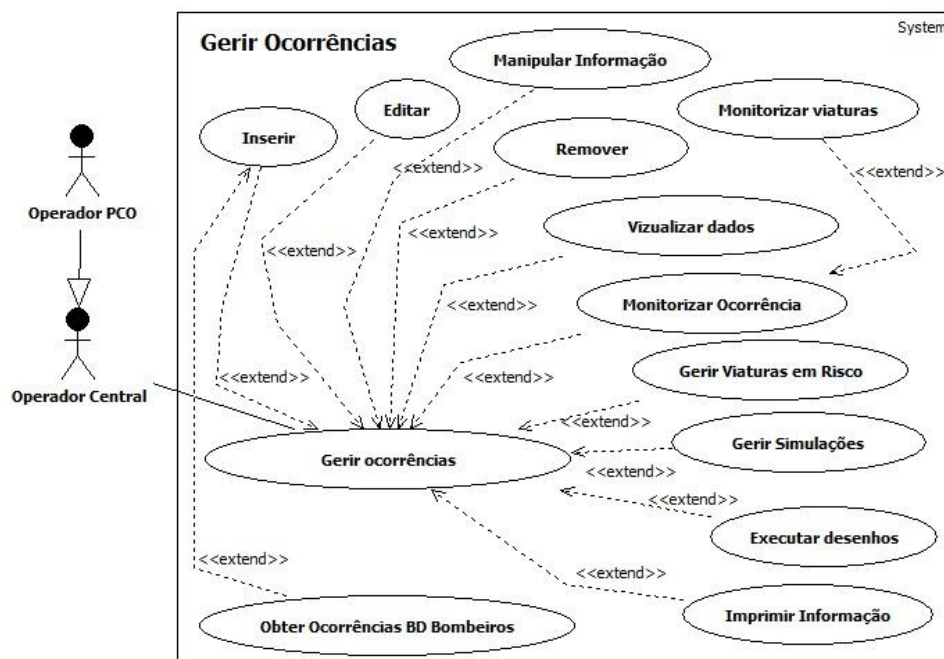 System
Gerir Ocorrências
Manipular Informação
Editar
Monitorizar viaturas
Inserir
Remover
<<extend>>
<<extend>>
Operador PCO
Vizualizar dados
<<extend>>
<<extend>>
<<extend>>
Monitorizar Ocorrência
<<extend>>
Gerir Viaturas em Risco
<<extend>>
Operador Central
<<extend>>
Gerir Simulações
Gerir ocorrências
<<extend>>
<<extend>>
Executar desenhos
<<extend>>
<<extend>>
Imprimir Informação
Obter Ocorrências BD Bombeiros